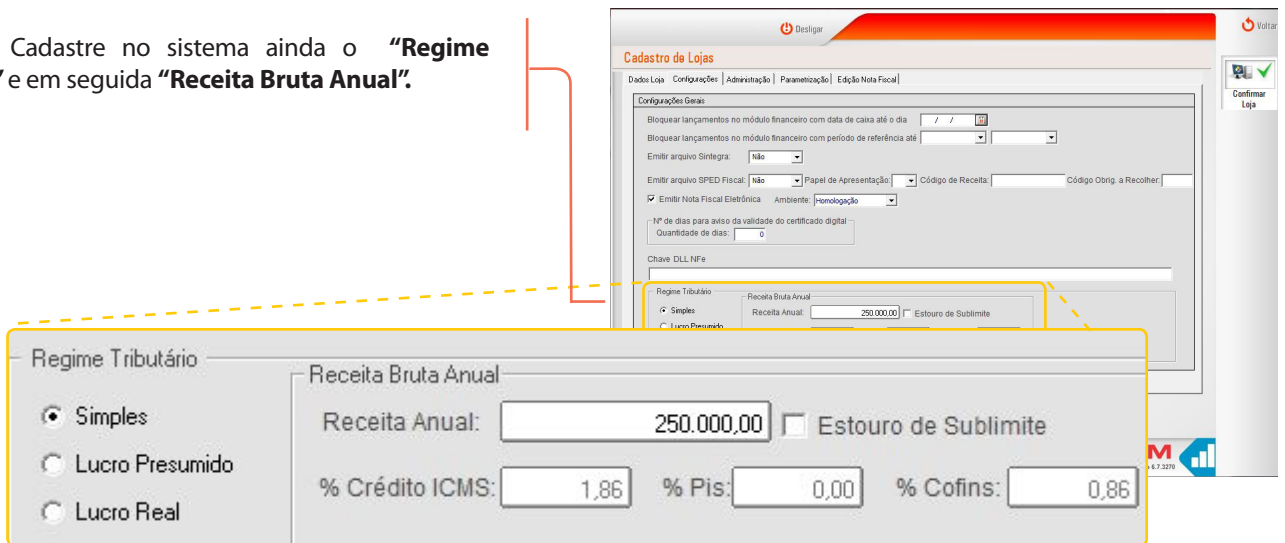 Cadastre no sistema ainda o “Regime
” e em seguida “Receita Bruta Anual”.
Desligar
Voltar
Cadastro de Lojas
Dados Loja Configurações Administração Parametrização Edição Nota Fiscal
Confirmar
Loja
Configurações Gerais
Bloquear lançamentos no módulo financeiro com data de caixa até o dia / /
Bloquear lançamentos no módulo financeiro com período de referência até
Emitir arquivo Sintegra: Não
Emitir arquivo SPED Fiscal: Não Papel de Apresentação: Código de Receita: Código Obrig. a Recolher:
Emitir Nota Fiscal Eletrônica Ambiente: Homologação
Nº de dias para aviso da validade do certificado digital
Quantidade de dias: 0
Chave DLL NFe
Regime Tributário
Receita Bruta Anual
Simples Receita Anual: 250.000,00 Estouro de Sublimite
Lucro Presumido
Regime Tributário
Receita Bruta Anual
Simples Receita Anual: 250.000,00 Estouro de Sublimite
Lucro Presumido
% Crédito ICMS: 1,86 % Pis: 0,00 % Cofins: 0,86
Lucro Real
M
6.7.3270